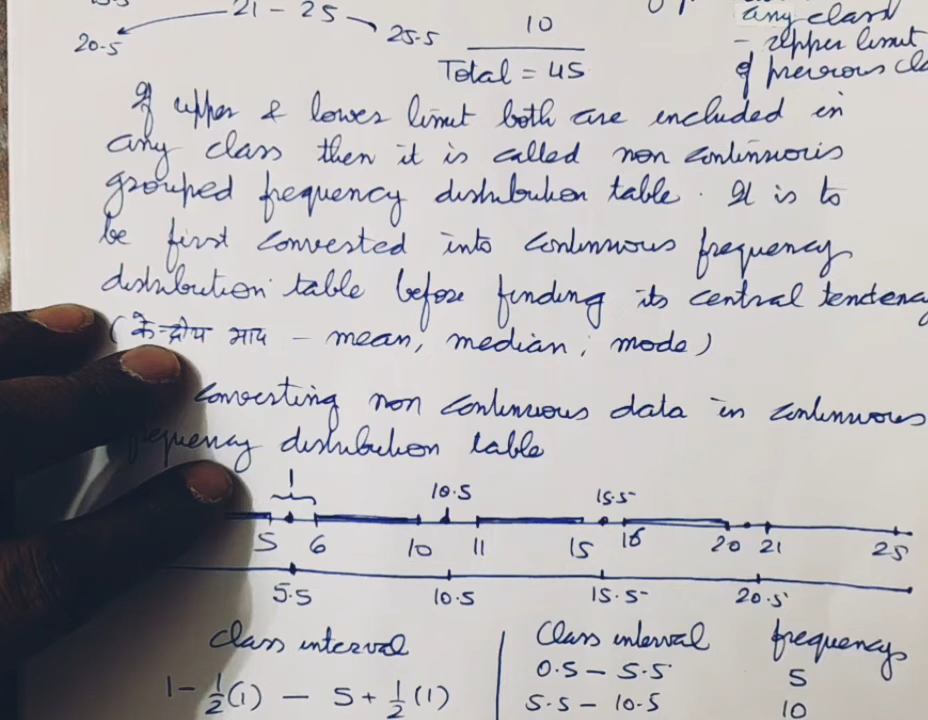 21 - 25
20.5
25.5
10
Total = 45
any class
- upper limit
of previous
If upper & lower limit both are included in
any class then it is called non continuous
grouped frequency distribution table. It is to
be first converted into continuous frequency
distribution table before finding its central tendency
(केन्द्रीय माप - mean, median, mode)
converting non continuous data in continuous
frequency distribution table
1 10.5 15.5
5 6 10 11 15 16 20 21 25
5.5 10.5 15.5 20.5
class interval
1 - 1/2(1) - 5 + 1/2(1)
Class interval frequency
0.5 - 5.5 5
5.5 - 10.5 10